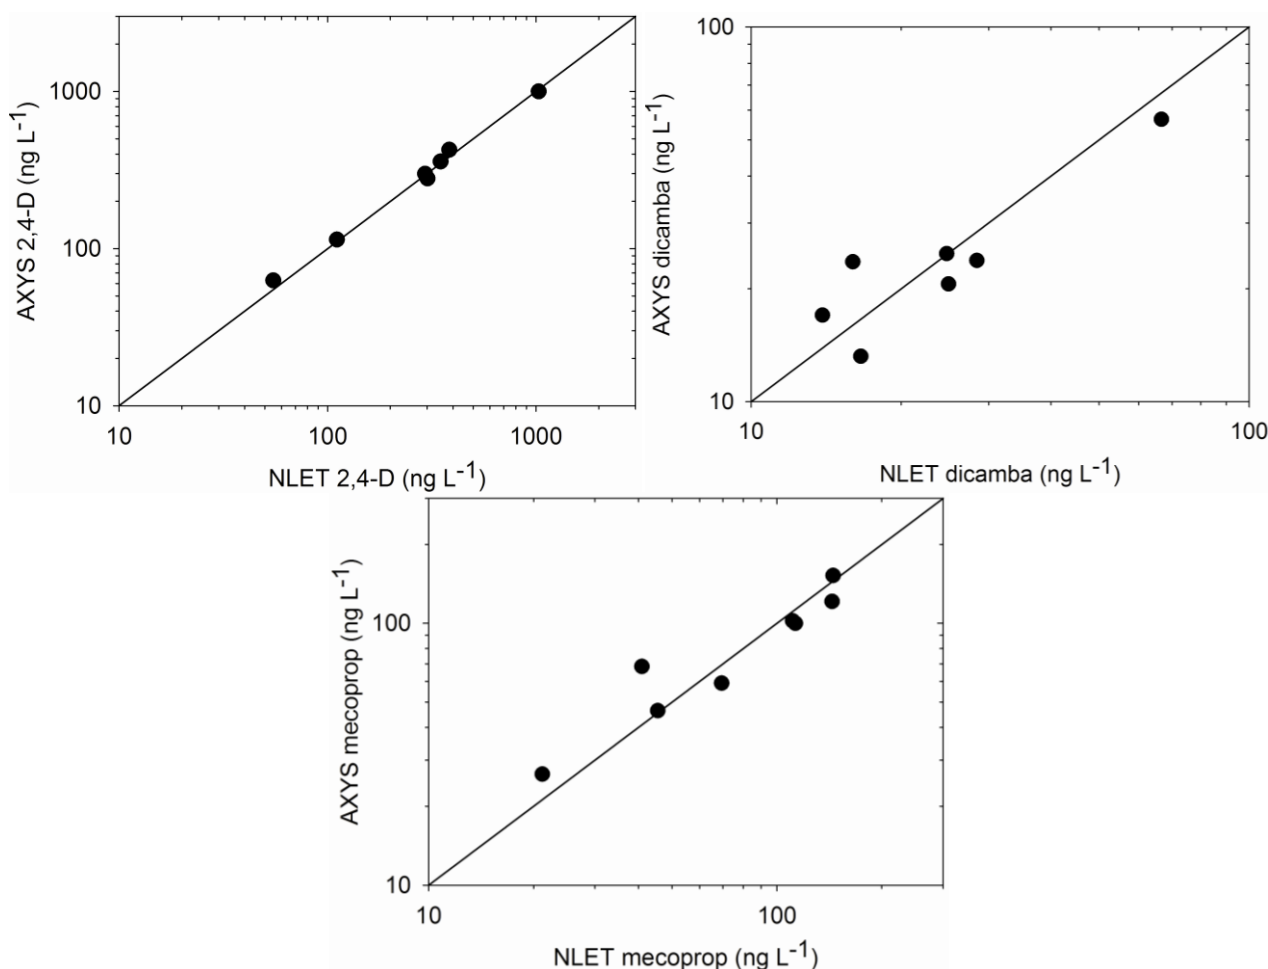 AXYS 2,4-D (ng L-1)
1000
100
10
10 100 1000
NLET 2,4-D (ng L-1)
AXYS dicamba (ng L-1)
100
10
10 100
NLET dicamba (ng L-1)
AXYS mecoprop (ng L-1)
100
10
10 100
NLET mecoprop (ng L-1)